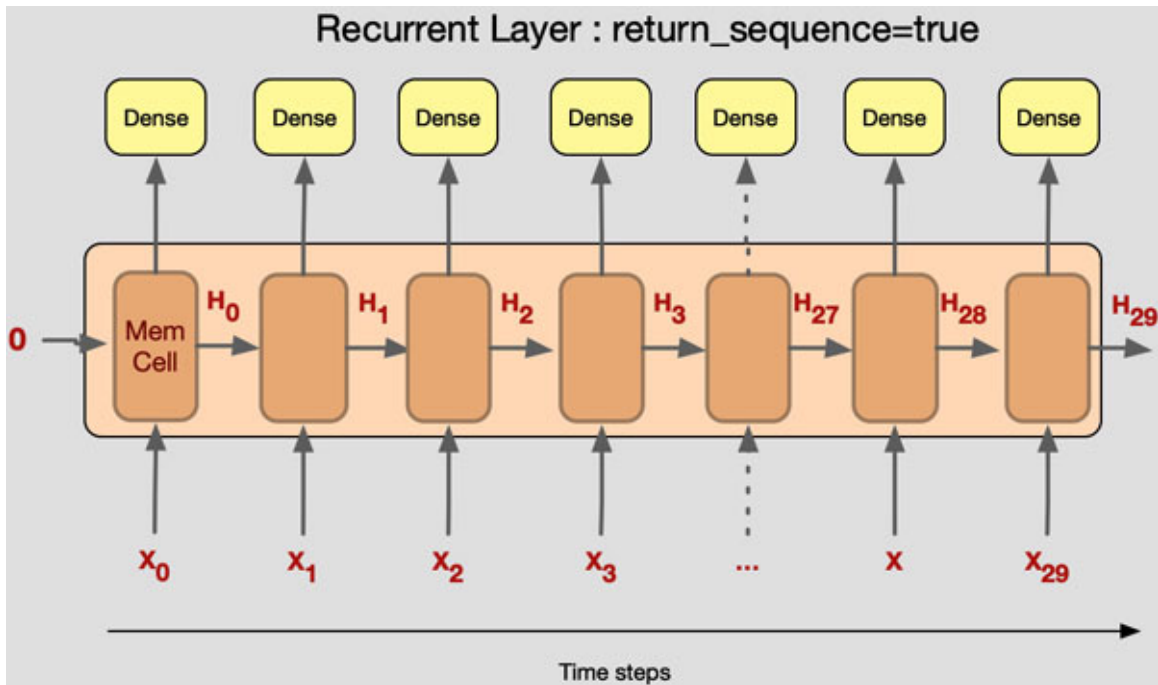 Recurrent Layer : return_sequence=true
Dense Dense Dense Dense Dense Dense Dense
H0 H1 H2 H3 H27 H28 H29
0 Mem
Cell
x0 x1 x2 x3 ... x x29
Time steps